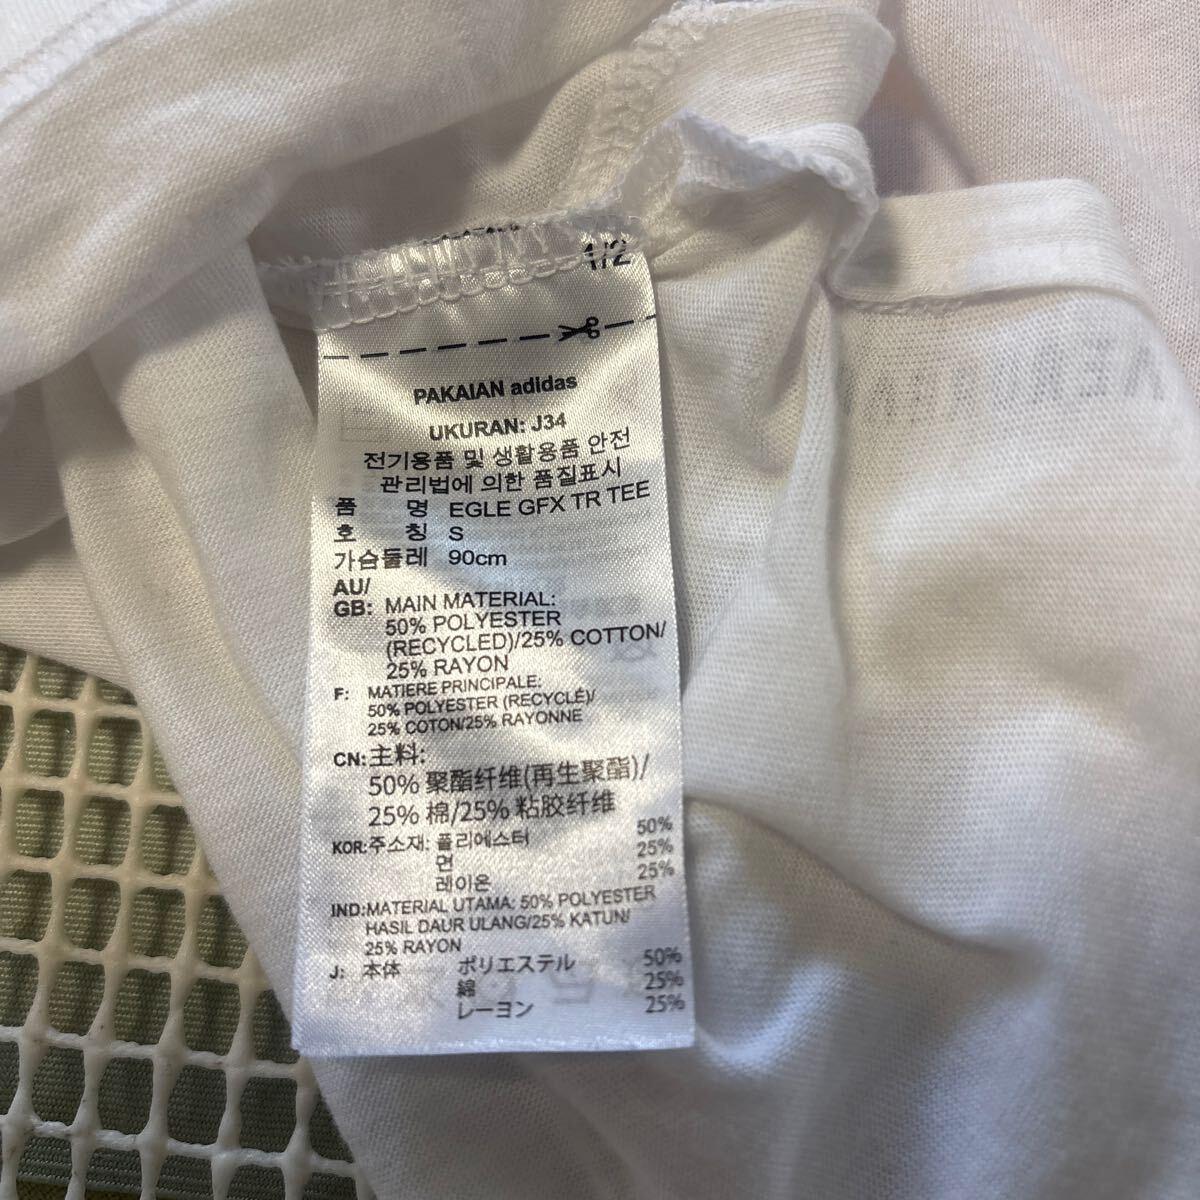 1/2
PAKAIAN adidas
UKURAN: J34
전기용품 및 생활용품 안전
관리법에 의한 품질표시
품 명 EGLE GFX TR TEE
호 칭 S
가슴둘레 90cm
AU/
GB: MAIN MATERIAL:
50% POLYESTER
(RECYCLED)/25% COTTON/
25% RAYON
F: MATIERE PRINCIPALE:
50% POLYESTER (RECYCLÉ)/
25% COTON/25% RAYONNE
CN: 主料:
50% 聚酯纤维(再生聚酯)/
25% 棉/25% 粘胶纤维
KOR: 주소재: 폴리에스터 50%
면 25%
레이온 25%
IND: MATERIAL UTAMA: 50% POLYESTER
HASIL DAUR ULANG/25% KATUN/
25% RAYON
J: 本体 ポリエステル 50%
綿 25%
レーヨン 25%